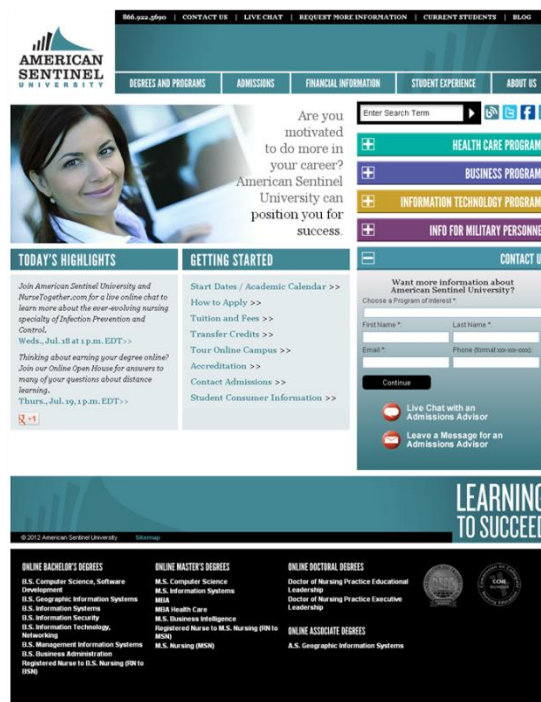 866.922.5690 | CONTACT US | LIVE CHAT | REQUEST MORE INFORMATION | CURRENT STUDENTS | BLOG
AMERICAN
SENTINEL
UNIVERSITY
DEGREES AND PROGRAMS
ADMISSIONS
FINANCIAL INFORMATION
STUDENT EXPERIENCE
ABOUT US
Are you
motivated
to do more in
your career?
American Sentinel
University can
position you for
success.
Enter Search Term
HEALTH CARE PROGRAM
BUSINESS PROGRAM
INFORMATION TECHNOLOGY PROGRAM
INFO FOR MILITARY PERSONNE
CONTACT U
TODAY'S HIGHLIGHTS
Join American Sentinel University and
NurseTogether.com for a live online chat to
learn more about the ever-evolving nursing
specialty of Infection Prevention and
Control.
Weds., Jul. 18 at 1 p.m. EDT>>
Thinking about earning your degree online?
Join our Online Open House for answers to
many of your questions about distance
learning.
Thurs., Jul. 19, 1 p.m. EDT>>
+1
GETTING STARTED
Start Dates / Academic Calendar >>
How to Apply >>
Tuition and Fees >>
Transfer Credits >>
Tour Online Campus >>
Accreditation >>
Contact Admissions >>
Student Consumer Information >>
Want more information about
American Sentinel University?
Choose a Program of Interest *:
First Name *:
Last Name *:
Email *:
Phone (format xxx-xxx-xxxx):
Continue
Live Chat with an
Admissions Advisor
Leave a Message for an
Admissions Advisor
LEARNING
TO SUCCEED
© 2012 American Sentinel University
Sitemap
ONLINE BACHELOR'S DEGREES
B.S. Computer Science, Software
Development
B.S. Geographic Information Systems
B.S. Information Systems
B.S. Information Security
B.S. Information Technology,
Networking
B.S. Management Information Systems
B.S. Business Administration
Registered Nurse to B.S. Nursing (RN to
BSN)
ONLINE MASTER'S DEGREES
M.S. Computer Science
M.S. Information Systems
MBA
MBA Health Care
M.S. Business Intelligence
Registered Nurse to M.S. Nursing (RN to
MSN)
M.S. Nursing (MSN)
ONLINE DOCTORAL DEGREES
Doctor of Nursing Practice Educational
Leadership
Doctor of Nursing Practice Executive
Leadership
ONLINE ASSOCIATE DEGREES
A.S. Geographic Information Systems
DETC
CCNE